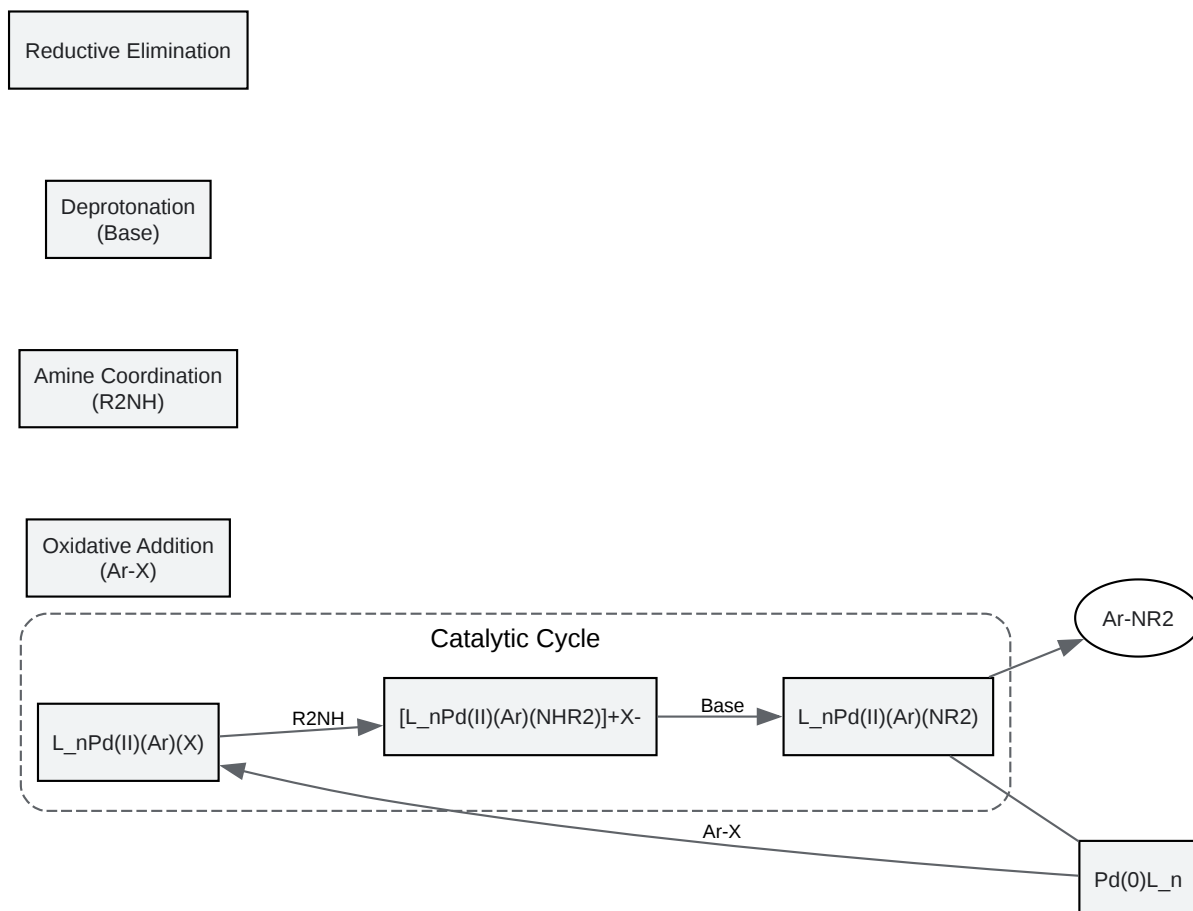 Reductive Elimination
Deprotonation
(Base)
Amine Coordination
(R2NH)
Oxidative Addition
(Ar-X)
Ar-NR2
Catalytic Cycle
R2NH
[L_nPd(II)(Ar)(NHR2)]+X-
Base
L_nPd(II)(Ar)(NR2)
L_nPd(II)(Ar)(X)
Ar-X
Pd(0)L_n